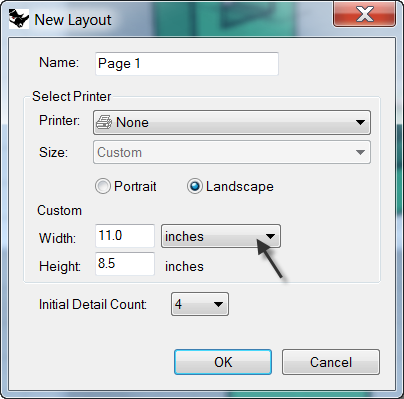 New Layout
Name: Page 1
Select Printer
Printer: None
Size: Custom
Portrait Landscape
Custom
Width: 11.0 inches
Height: 8.5 inches
Initial Detail Count: 4
OK Cancel